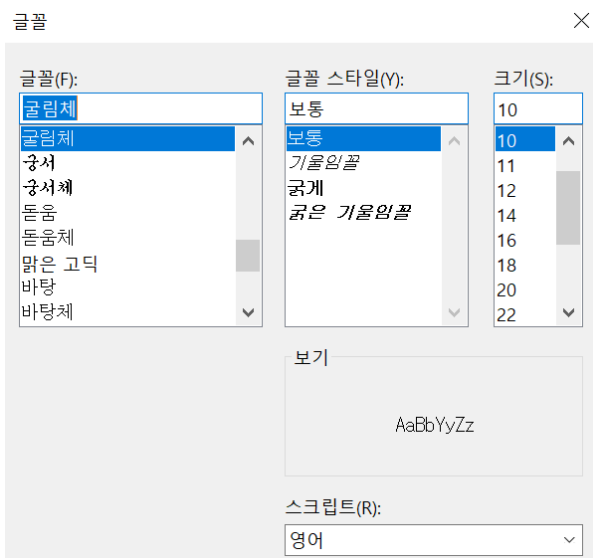 글꼴
글꼴(F):
굴림체
굴림체
궁서
궁서체
돋움
돋움체
맑은 고딕
바탕
바탕체
글꼴 스타일(Y):
보통
보통
기울임꼴
굵게
굵은 기울임꼴
크기(S):
10
10
11
12
14
16
18
20
22
보기
AaBbYyZz
스크립트(R):
영어